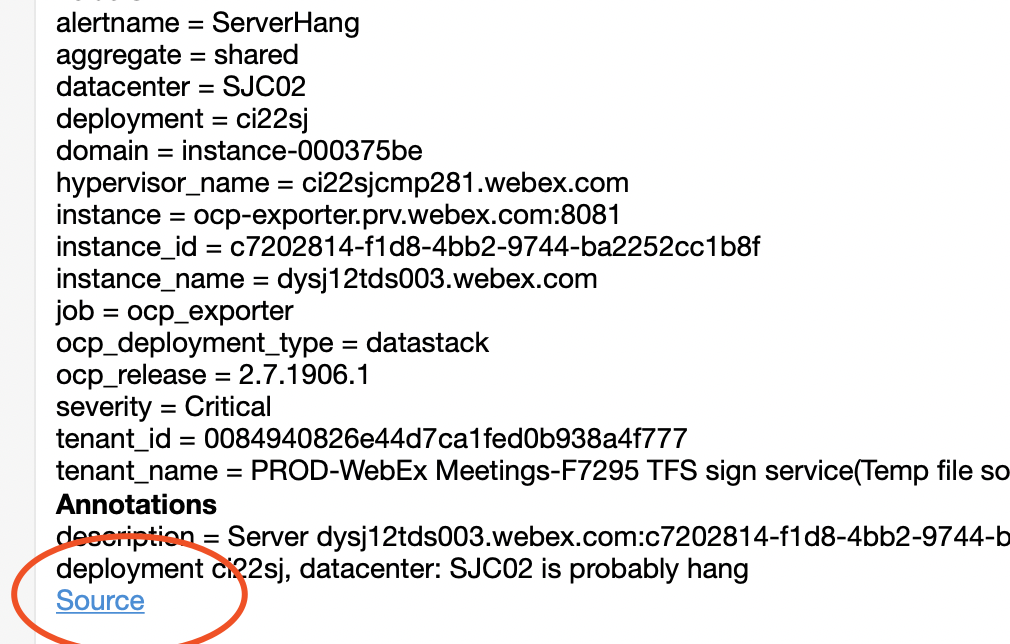 alertname = ServerHang
aggregate = shared
datacenter = SJC02
deployment = ci22sj
domain = instance-000375be
hypervisor_name = ci22sjcmp281.webex.com
instance = ocp-exporter.prv.webex.com:8081
instance_id = c7202814-f1d8-4bb2-9744-ba2252cc1b8f
instance_name = dysj12tds003.webex.com
job = ocp_exporter
ocp_deployment_type = datastack
ocp_release = 2.7.1906.1
severity = Critical
tenant_id = 0084940826e44d7ca1fed0b938a4f777
tenant_name = PROD-WebEx Meetings-F7295 TFS sign service(Temp file so
Annotations
description = Server dysj12tds003.webex.com:c7202814-f1d8-4bb2-9744-b
deployment ci22sj, datacenter: SJC02 is probably hang
Source